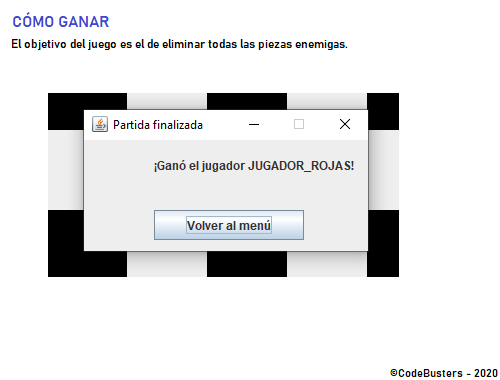 CÓMO GANAR
El objetivo del juego es el de eliminar todas las piezas enemigas.
Partida finalizada
¡Ganó el jugador JUGADOR_ROJAS!
Volver al menú
©CodeBusters - 2020